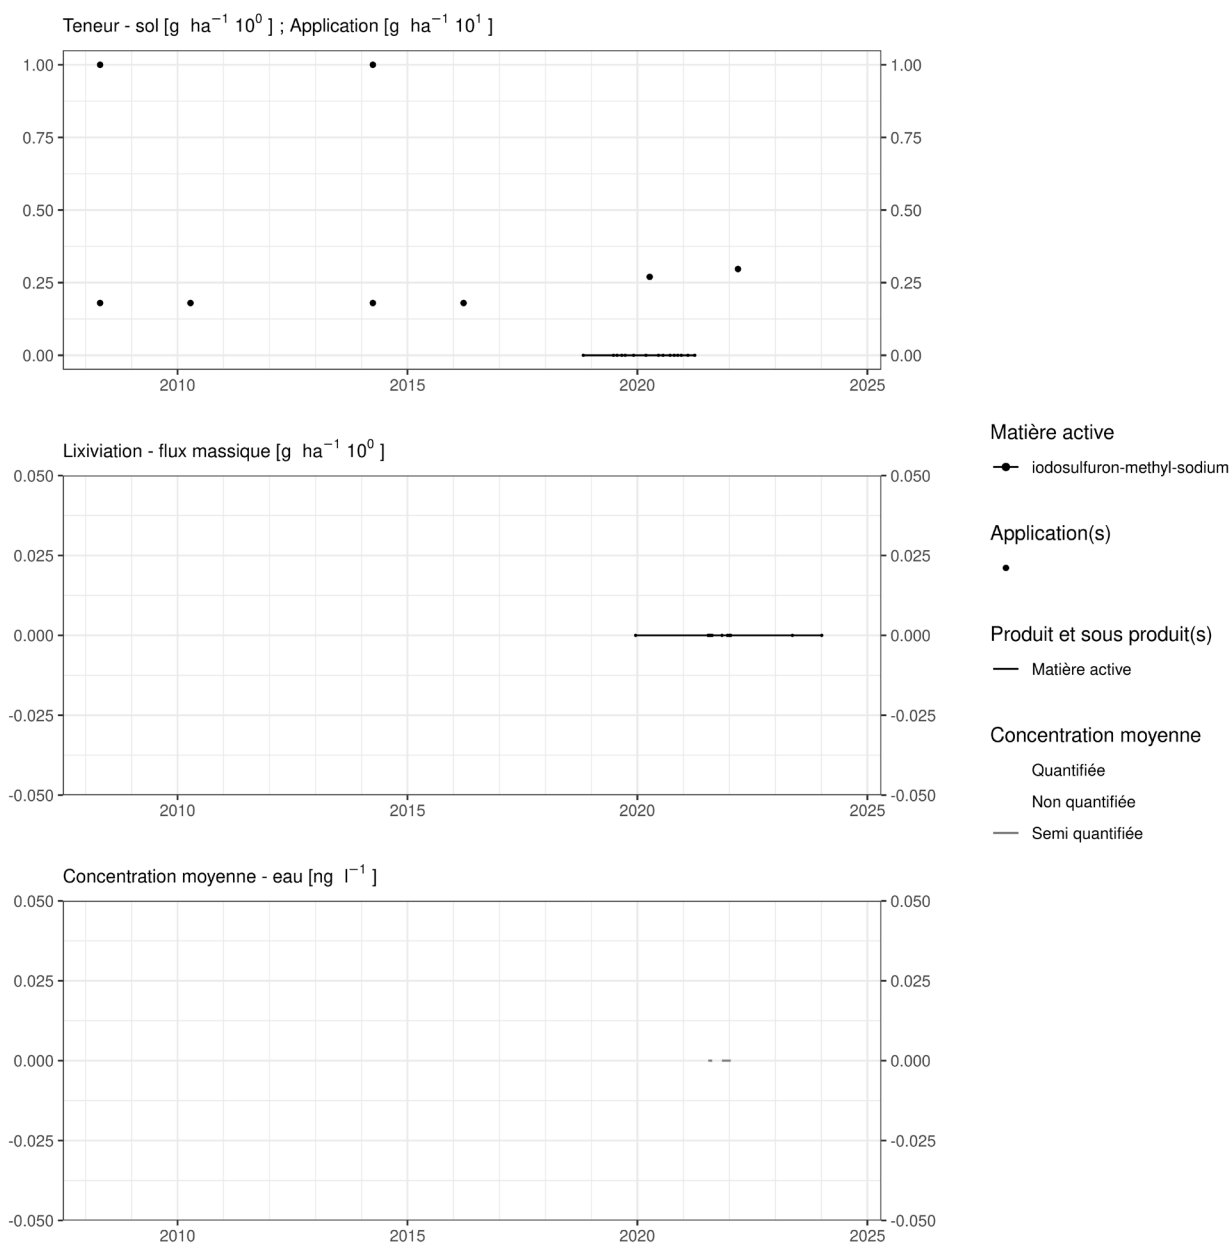 Teneur - sol [g ha⁻¹ 10⁰ ] ; Application [g ha⁻¹ 10¹ ]
1.00
0.75
0.50
0.25
0.00
1.00
0.75
0.50
0.25
0.00
2010 2015 2020 2025
Lixiviation - flux massique [g ha⁻¹ 10⁰ ]
0.050
0.025
0.000
-0.025
-0.050
0.050
0.025
0.000
-0.025
-0.050
2010 2015 2020 2025
Concentration moyenne - eau [ng l⁻¹ ]
0.050
0.025
0.000
-0.025
-0.050
0.050
0.025
0.000
-0.025
-0.050
2010 2015 2020 2025
Matière active
iodosulfuron-methyl-sodium
Application(s)
Produit et sous produit(s)
Matière active
Concentration moyenne
Quantifiée
Non quantifiée
Semi quantifiée